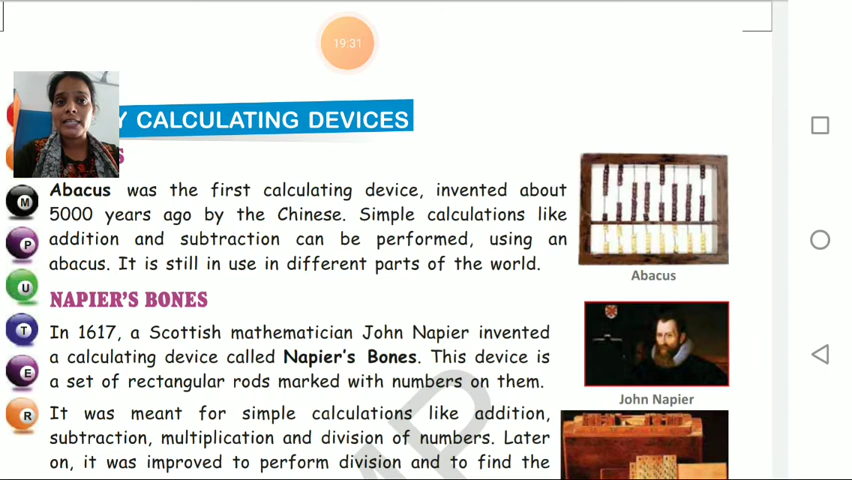 19:31
Y CALCULATING DEVICES
S
Abacus was the first calculating device, invented about
5000 years ago by the Chinese. Simple calculations like
addition and subtraction can be performed, using an
abacus. It is still in use in different parts of the world.
Abacus
M
P
U
T
E
R
NAPIER'S BONES
In 1617, a Scottish mathematician John Napier invented
a calculating device called Napier's Bones. This device is
a set of rectangular rods marked with numbers on them.
John Napier
It was meant for simple calculations like addition,
subtraction, multiplication and division of numbers. Later
on, it was improved to perform division and to find the